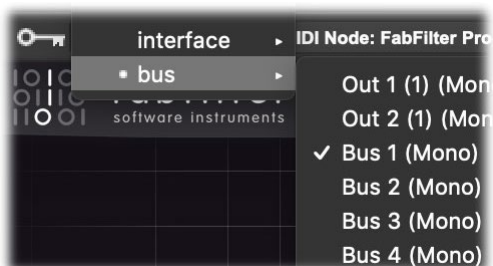 interface
IDI Node: FabFilter Pro
bus
software instruments
Out 1 (1) (Mon
Out 2 (1) (Mon
Bus 1 (Mono)
Bus 2 (Mono)
Bus 3 (Mono)
Bus 4 (Mono)